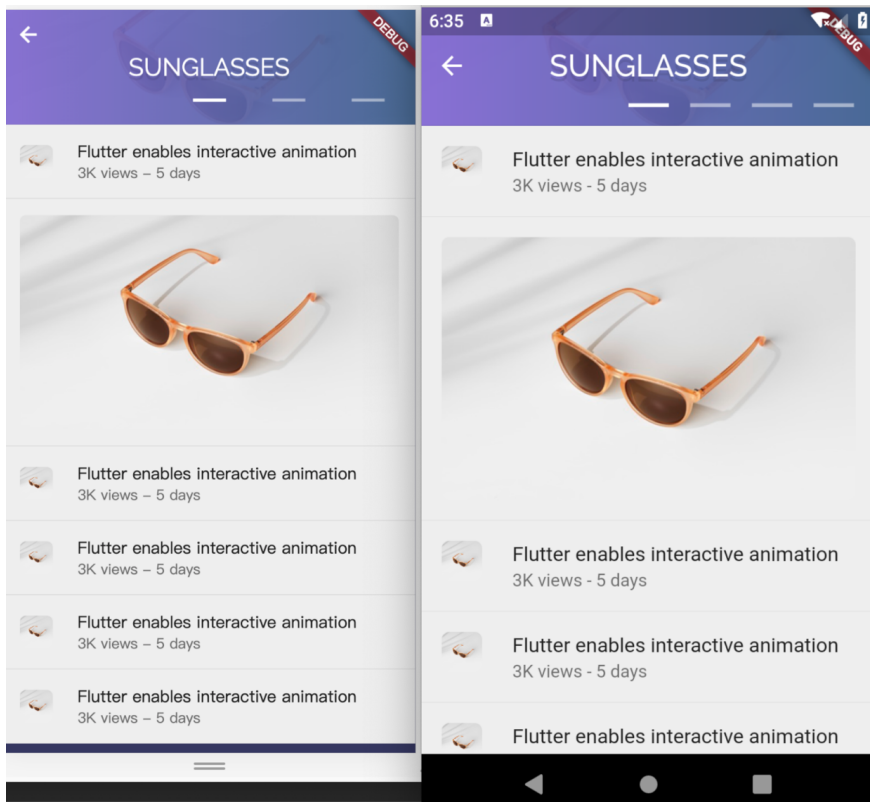 DEBUG
SUNGLASSES
Flutter enables interactive animation
3K views – 5 days
Flutter enables interactive animation
3K views – 5 days
Flutter enables interactive animation
3K views – 5 days
Flutter enables interactive animation
3K views – 5 days
Flutter enables interactive animation
3K views – 5 days
6:35
A
DEBUG
SUNGLASSES
Flutter enables interactive animation
3K views - 5 days
Flutter enables interactive animation
3K views - 5 days
Flutter enables interactive animation
3K views - 5 days
Flutter enables interactive animation